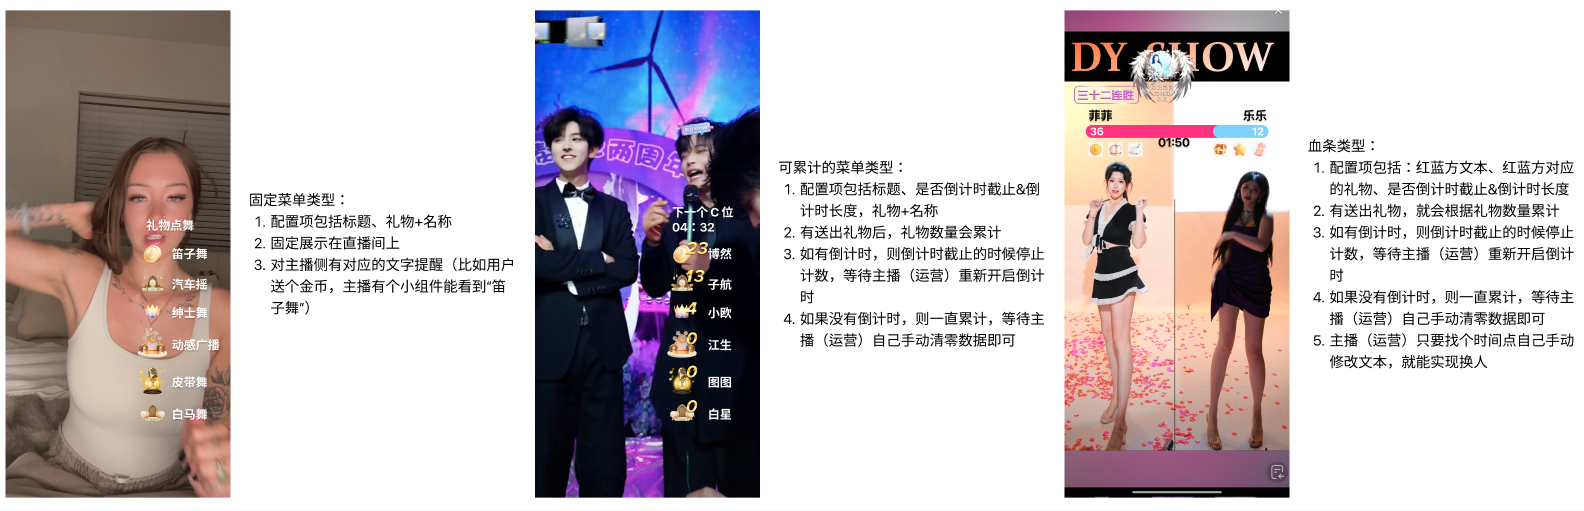 礼物点舞
笛子舞
汽车摇
绅士舞
动感广播
皮带舞
白马舞
固定菜单类型：
1. 配置项包括标题、礼物+名称
2. 固定展示在直播间上
3. 对主播侧有对应的文字提醒（比如用户
送个金币，主播有个小组件能看到“笛
子舞”）
下一个 C 位
04：32
23 博然
13 子航
4 小欧
0 江生
0 图图
0 白星
可累计的菜单类型：
1. 配置项包括标题、是否倒计时截止&倒
计时长度，礼物+名称
2. 有送出礼物后，礼物数量会累计
3. 如有倒计时，则倒计时截止的时候停止
计数，等待主播（运营）重新开启倒计
时
4. 如果没有倒计时，则一直累计，等待主
播（运营）自己手动清零数据即可
DY SHOW
三十二连胜
菲菲 乐乐
36 12
01:50
血条类型：
1. 配置项包括：红蓝方文本、红蓝方对应
的礼物、是否倒计时截止&倒计时长度
2. 有送出礼物，就会根据礼物数量累计
3. 如有倒计时，则倒计时截止的时候停止
计数，等待主播（运营）重新开启倒计
时
4. 如果没有倒计时，则一直累计，等待主
播（运营）自己手动清零数据即可
5. 主播（运营）只要找个时间点自己手动
修改文本，就能实现换人